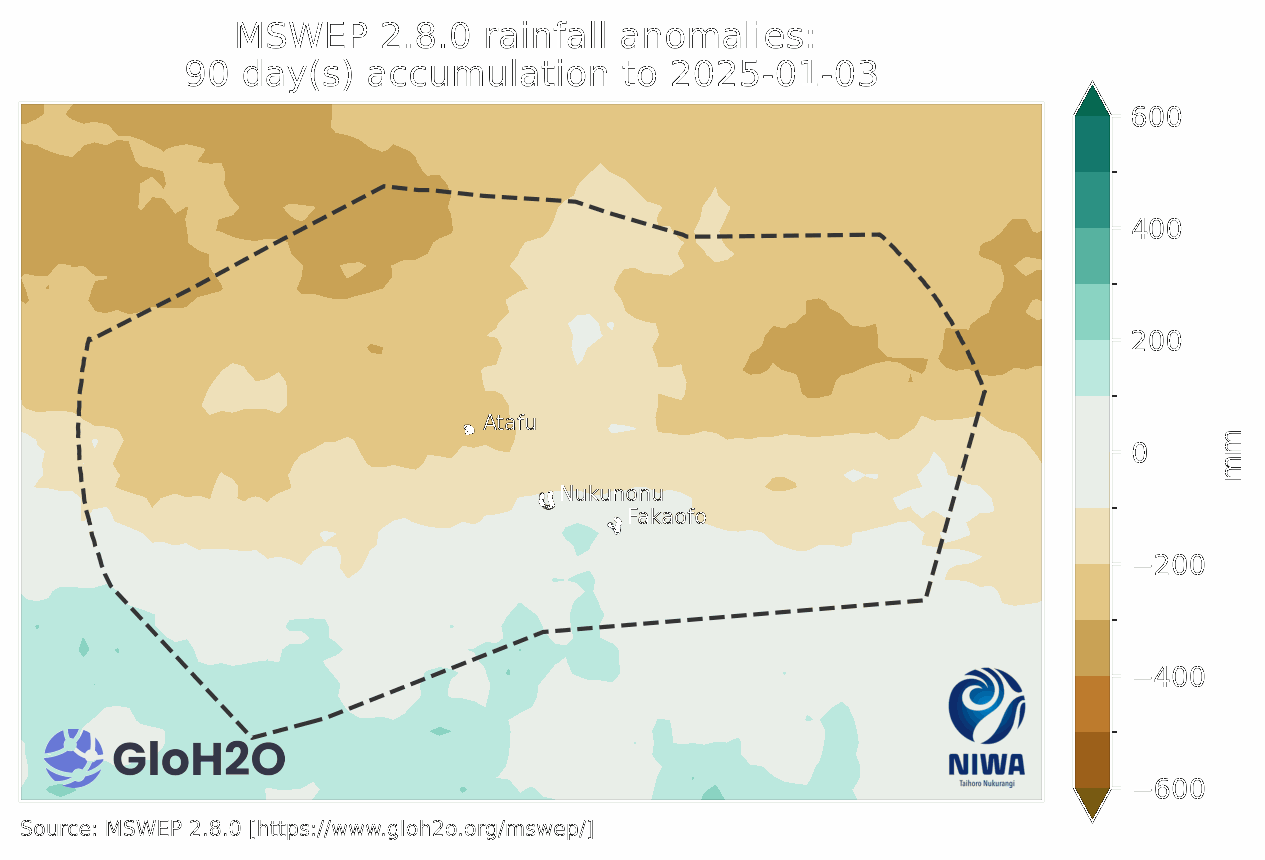 MSWEP 2.8.0 rainfall anomalies:
90 day(s) accumulation to 2025-01-03
600
400
200
0
−200
−400
−600
mm
Atafu
Nukunonu
Fakaofo
GloH2O
NIWA
Taihoro Nukurangi
Source: MSWEP 2.8.0 [https://www.gloh2o.org/mswep/]